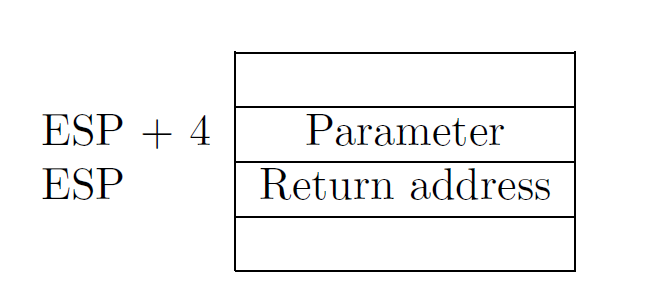 ESP + 4 Parameter
ESP Return address